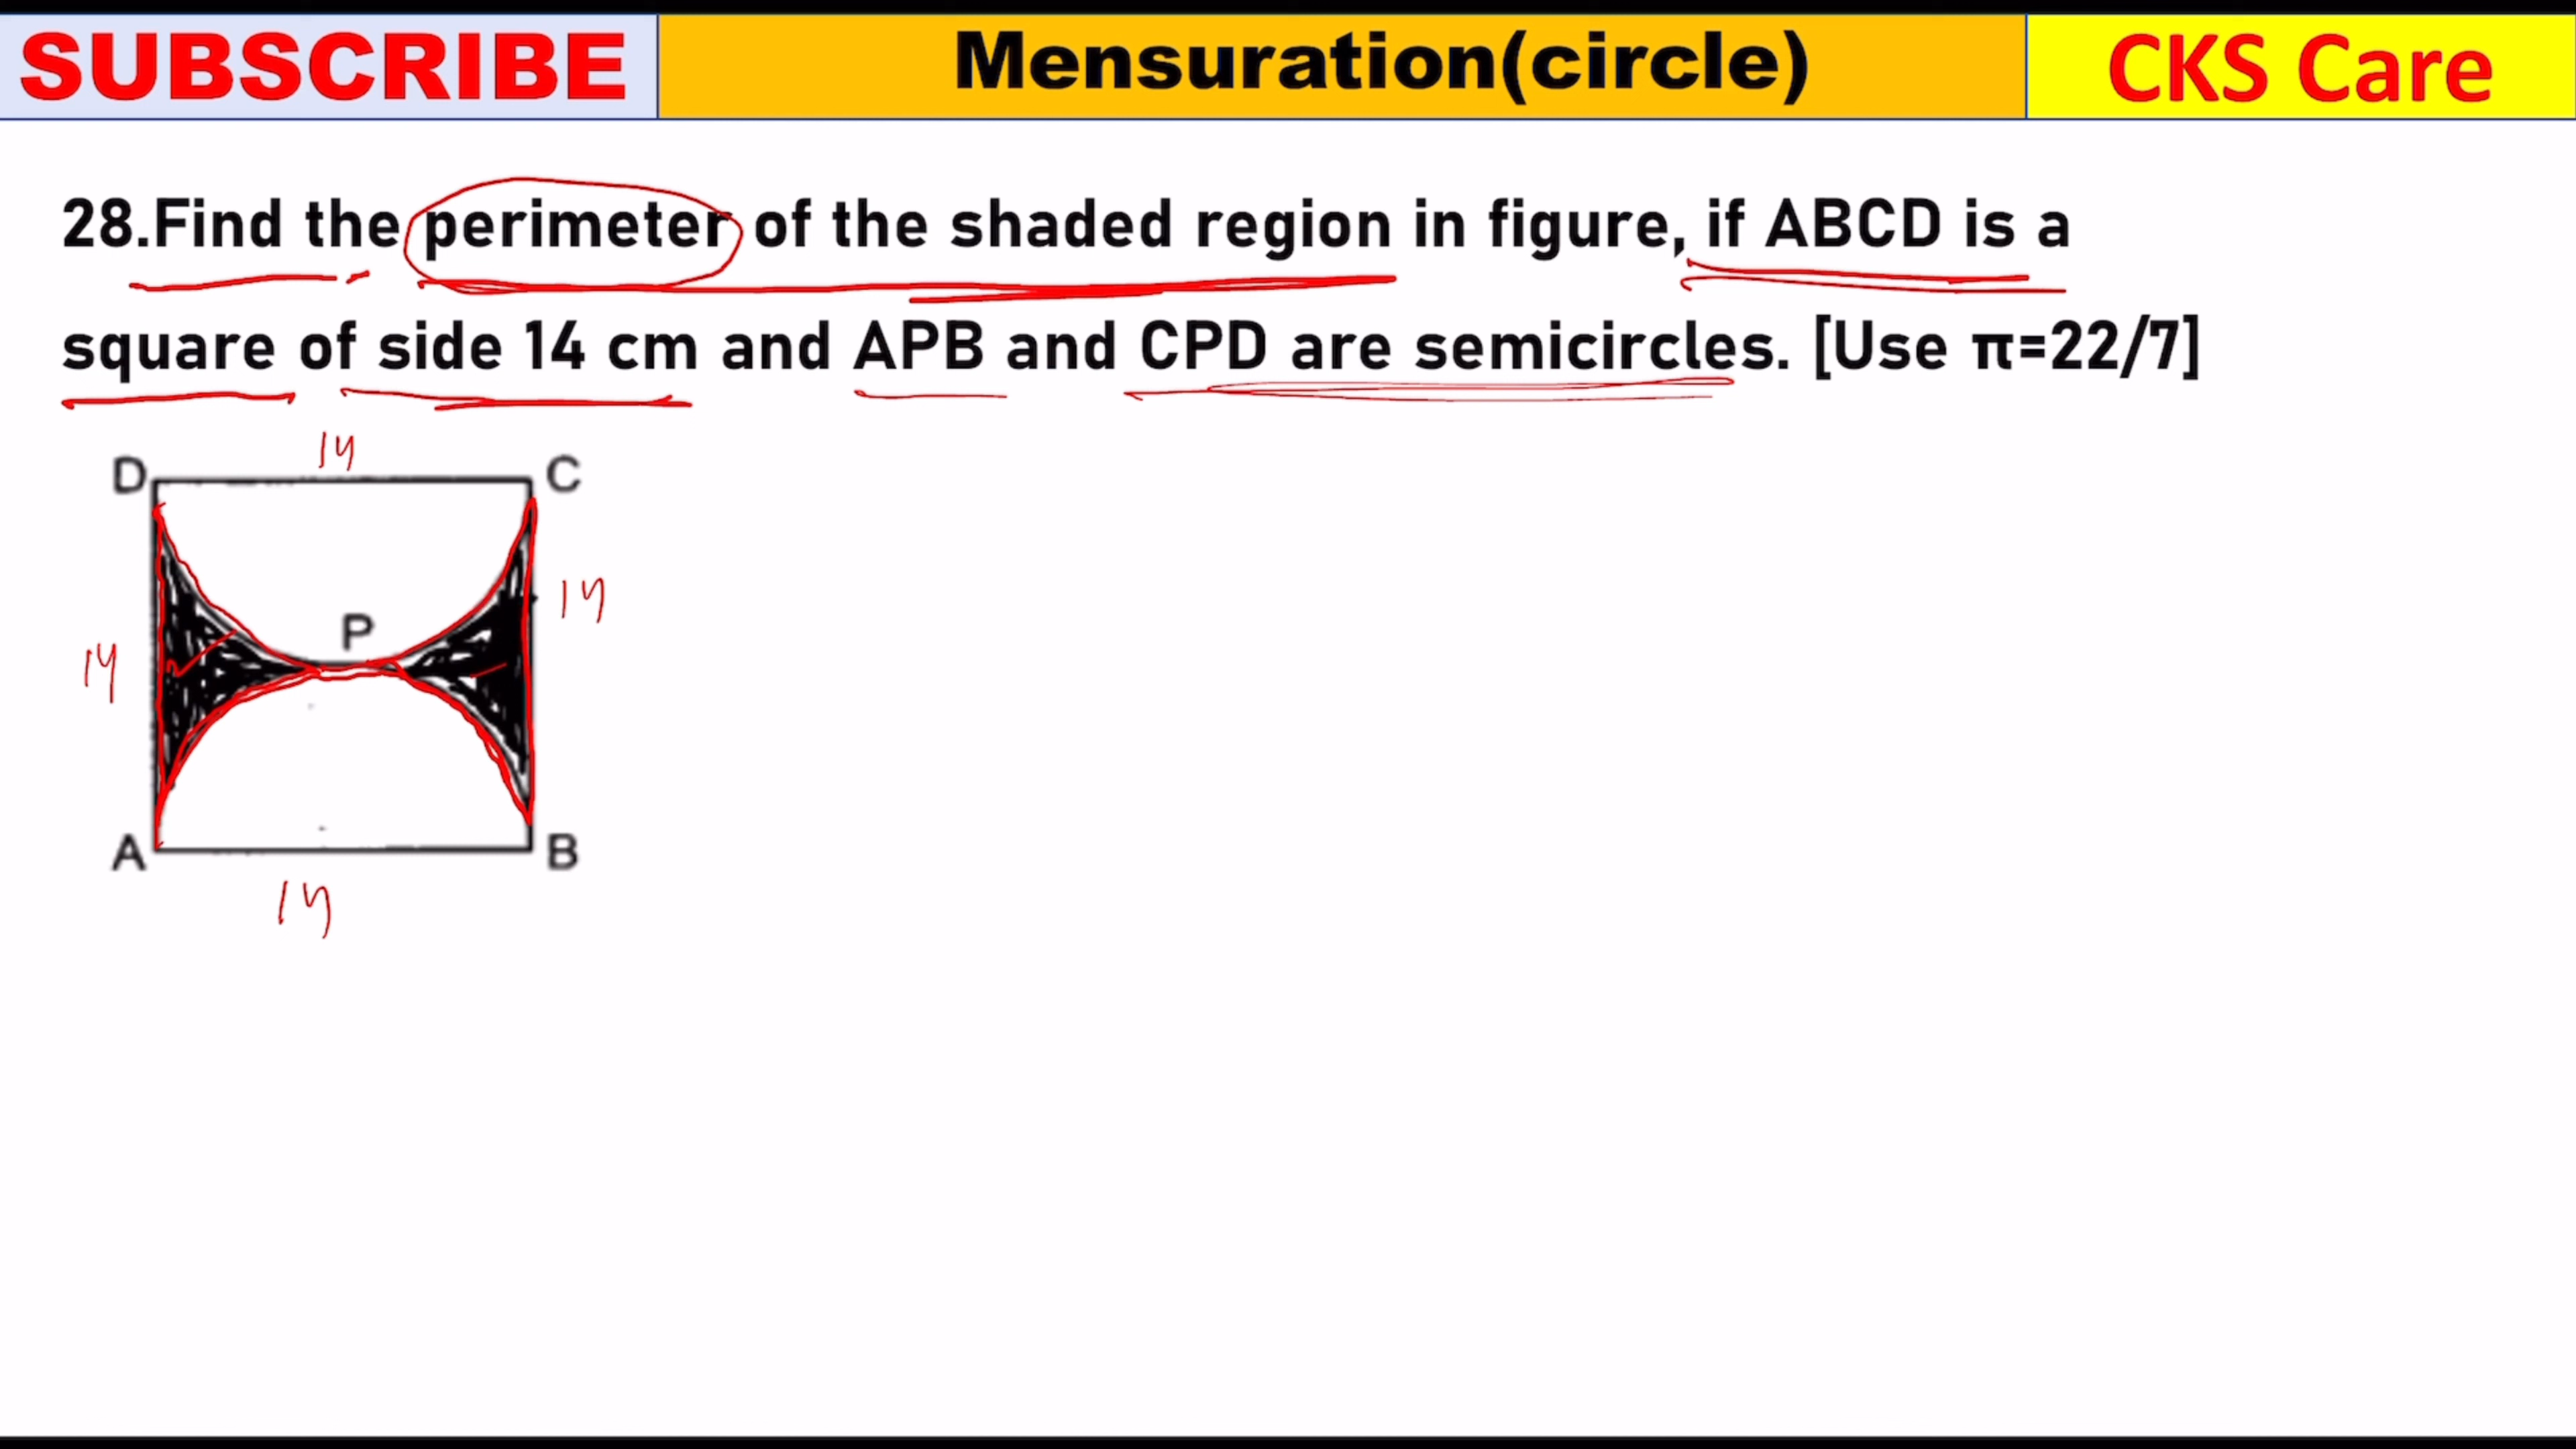 SUBSCRIBE
Mensuration(circle)
CKS Care
28.Find the perimeter of the shaded region in figure, if ABCD is a
square of side 14 cm and APB and CPD are semicircles. [Use π=22/7]
14
D
C
P
14
14
A
B
14